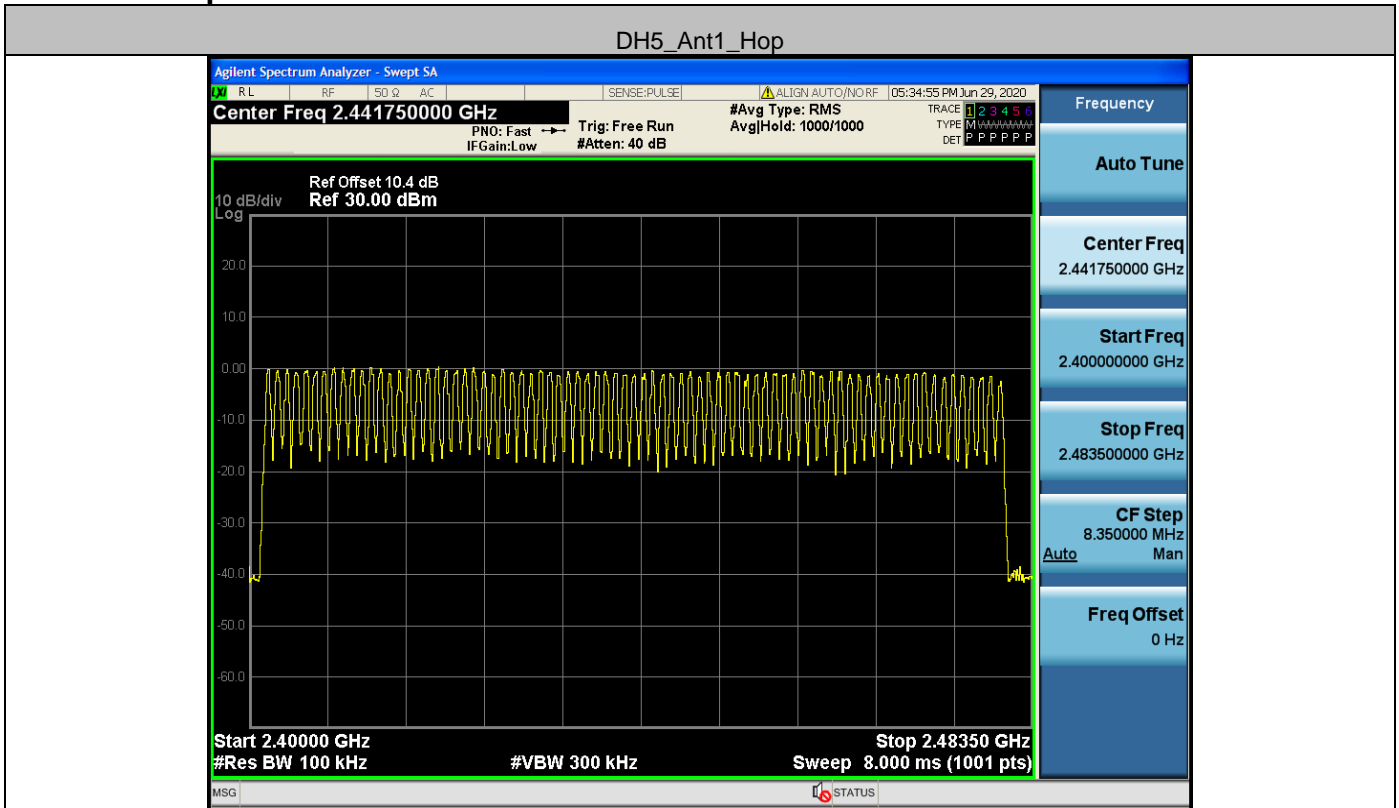 DH5_Ant1_Hop
Agilent Spectrum Analyzer - Swept SA
LXI RL RF 50 Ω AC SENSE:PULSE ALIGN AUTO/NO RF 05:34:55 PM Jun 29, 2020
Center Freq 2.441750000 GHz
PNO: Fast
IFGain:Low
Trig: Free Run
#Atten: 40 dB
#Avg Type: RMS
Avg|Hold: 1000/1000
TRACE 1 2 3 4 5 6
TYPE M
DET P P P P P P
Ref Offset 10.4 dB
10 dB/div Ref 30.00 dBm
Log
20.0
10.0
0.00
-10.0
-20.0
-30.0
-40.0
-50.0
-60.0
Start 2.40000 GHz
Stop 2.48350 GHz
#Res BW 100 kHz
#VBW 300 kHz
Sweep 8.000 ms (1001 pts)
MSG
STATUS
Frequency
Auto Tune
Center Freq
2.441750000 GHz
Start Freq
2.400000000 GHz
Stop Freq
2.483500000 GHz
CF Step
8.350000 MHz
Auto Man
Freq Offset
0 Hz